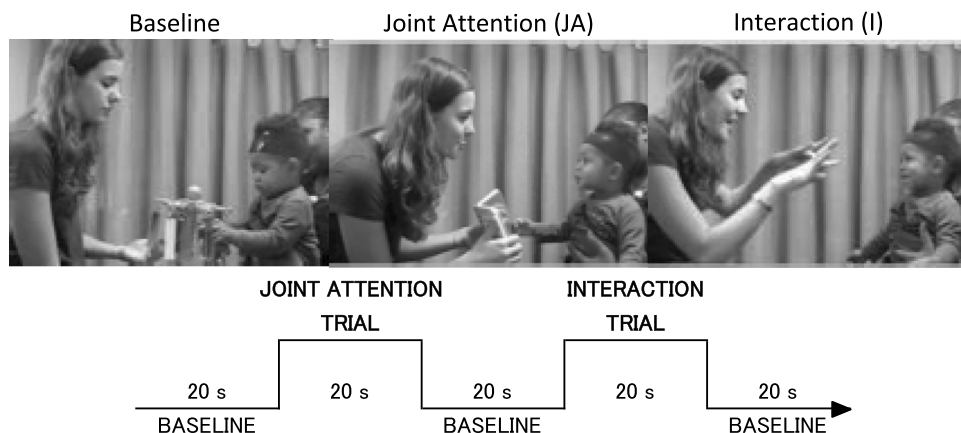 Baseline
Joint Attention (JA)
Interaction (I)
JOINT ATTENTION
TRIAL
INTERACTION
TRIAL
20 s
20 s
20 s
20 s
20 s
BASELINE
BASELINE
BASELINE